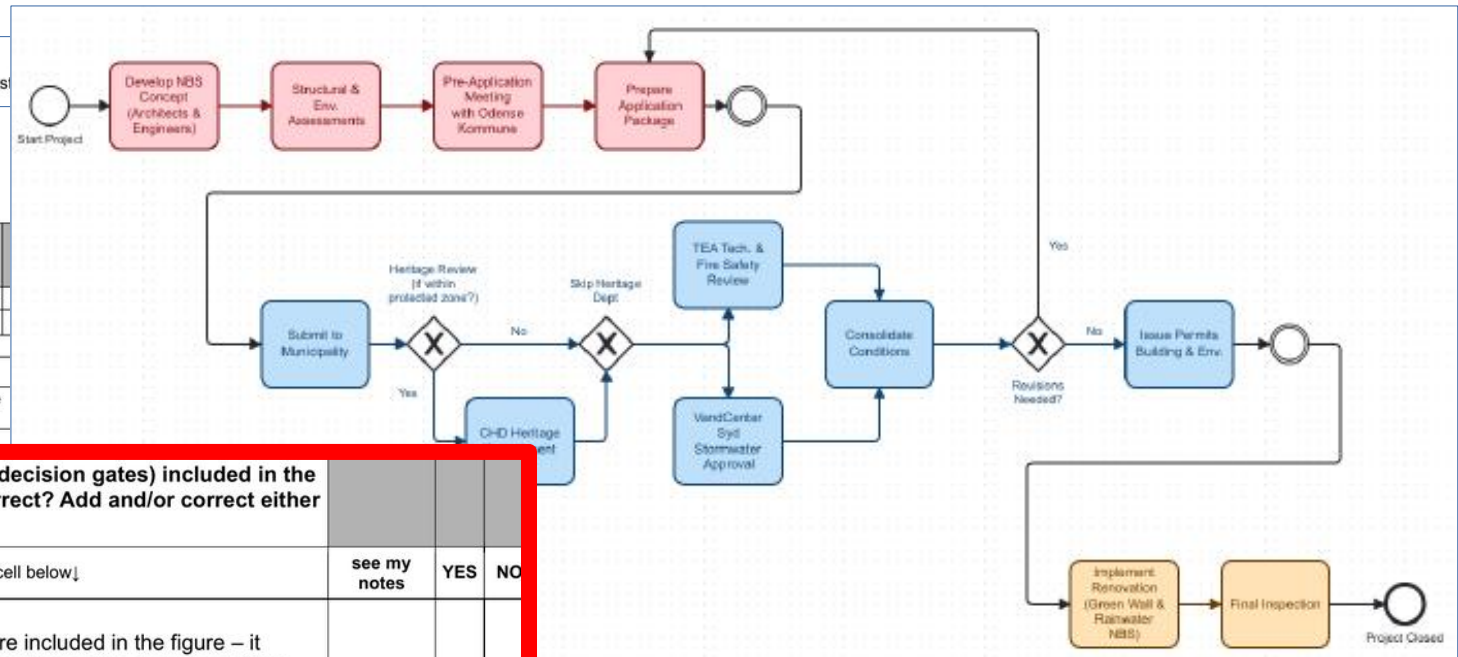 st
Develop NBS
Concept
(Architects &
Engineers)
Structural &
Env.
Assessments
Pre-Application
Meeting
with Odense
Kommune
Prepare
Application
Package
Start Project
Yes
TEA Tech. &
Fire Safety
Review
Heritage Review
(if within
protected zone?)
Skip Heritage
Dept
Submit to
Municipality
No
Consolidate
Conditions
No
Issue Permits
Building & Env.
Yes
Revisions
Needed?
CHD Heritage
ent
VandCenter
Syd
Stormwater
Approval
decision gates) included in the
rrect? Add and/or correct either
cell below↓
see my
notes
YES
NO
re included in the figure – it
Implement
Renovation
(Green Wall &
Rainwater
NBS)
Final Inspection
Project Closed